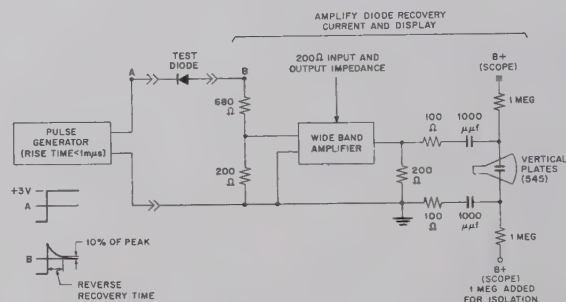 AMPLIFY DIODE RECOVERY
CURRENT AND DISPLAY
TEST
DIODE
A
B
200Ω INPUT AND
OUTPUT IMPEDANCE
B+
(SCOPE)
1 MEG
680
Ω
100
Ω
1000
μμf
PULSE
GENERATOR
(RISE TIME<1mμs)
WIDE BAND
AMPLIFIER
200
Ω
200
Ω
VERTICAL
PLATES
(545)
+3V
A
100
Ω
1000
μμf
1 MEG
10% OF PEAK
B
REVERSE
RECOVERY TIME
B+
(SCOPE)
1 MEG ADDED
FOR ISOLATION